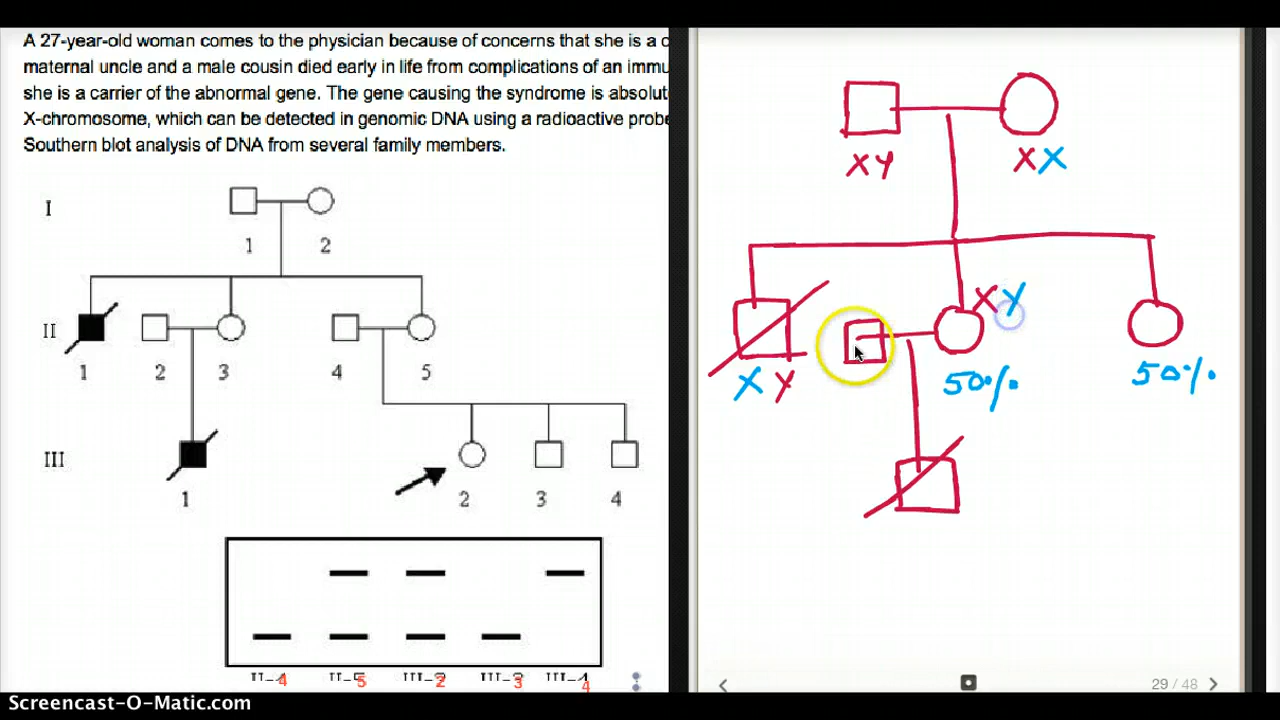 A 27-year-old woman comes to the physician because of concerns that she is a
maternal uncle and a male cousin died early in life from complications of an
she is a carrier of the abnormal gene. The gene causing the syndrome is
X-chromosome, which can be detected in genomic DNA using a radioactive probe
Southern blot analysis of DNA from several family members.
I
1 2
II
1 2 3 4 5
III
1 2 3 4
4 5 2 3 4
XY XX
XY
XY 50% 50%
29 / 48
Screencast-O-Matic.com